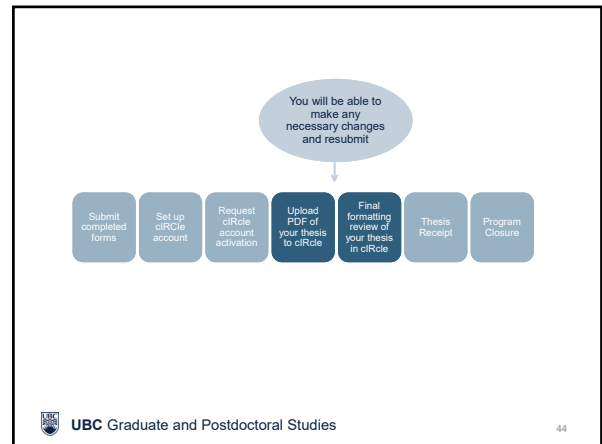 You will be able to
make any
necessary changes
and resubmit
Submit
completed
forms
Set up
cIRCle
account
Request
cIRcle
account
activation
Upload
PDF of
your thesis
to cIRcle
Final
formatting
review of
your thesis
in cIRcle
Thesis
Receipt
Program
Closure
UBC
UBC Graduate and Postdoctoral Studies
44